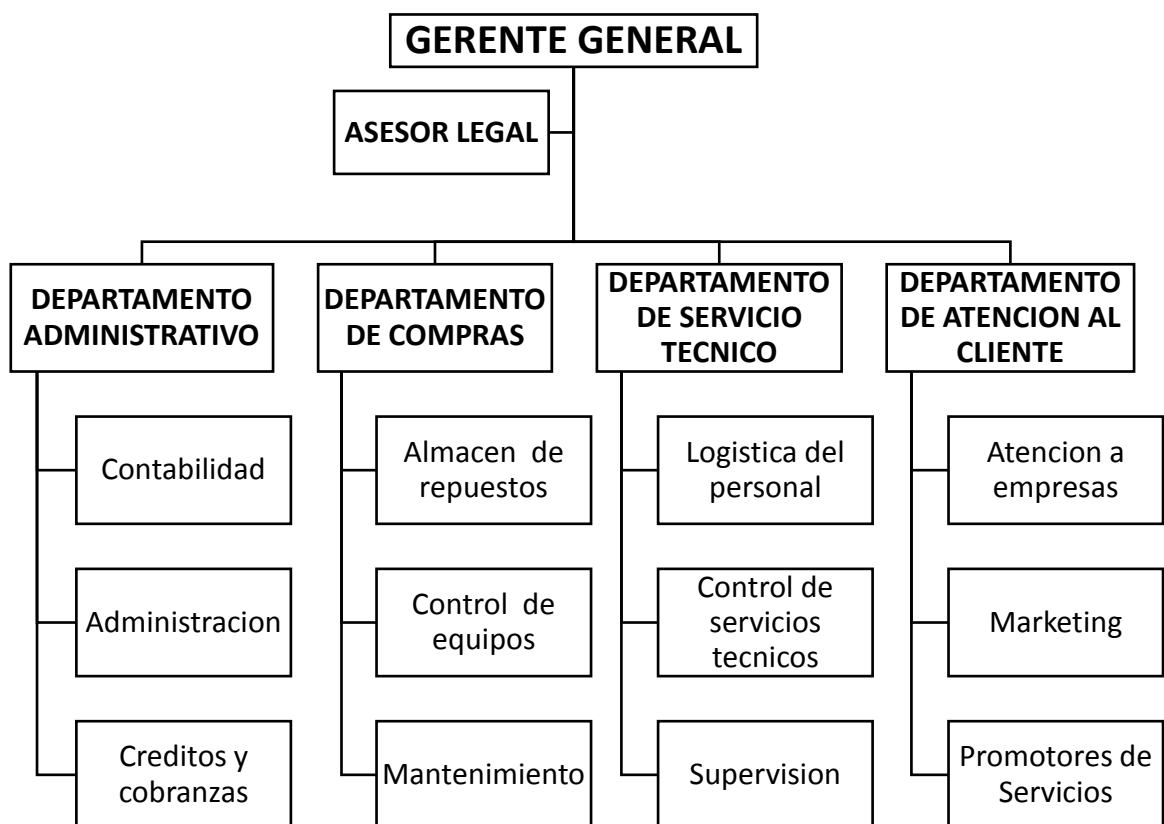 GERENTE GENERAL
ASESOR LEGAL
DEPARTAMENTO
ADMINISTRATIVO
DEPARTAMENTO
DE COMPRAS
DEPARTAMENTO
DE SERVICIO
TECNICO
DEPARTAMENTO
DE ATENCION AL
CLIENTE
Contabilidad
Almacen de
repuestos
Logistica del
personal
Atencion a
empresas
Administracion
Control de
equipos
Control de
servicios
tecnicos
Marketing
Creditos y
cobranzas
Mantenimiento
Supervision
Promotores de
Servicios